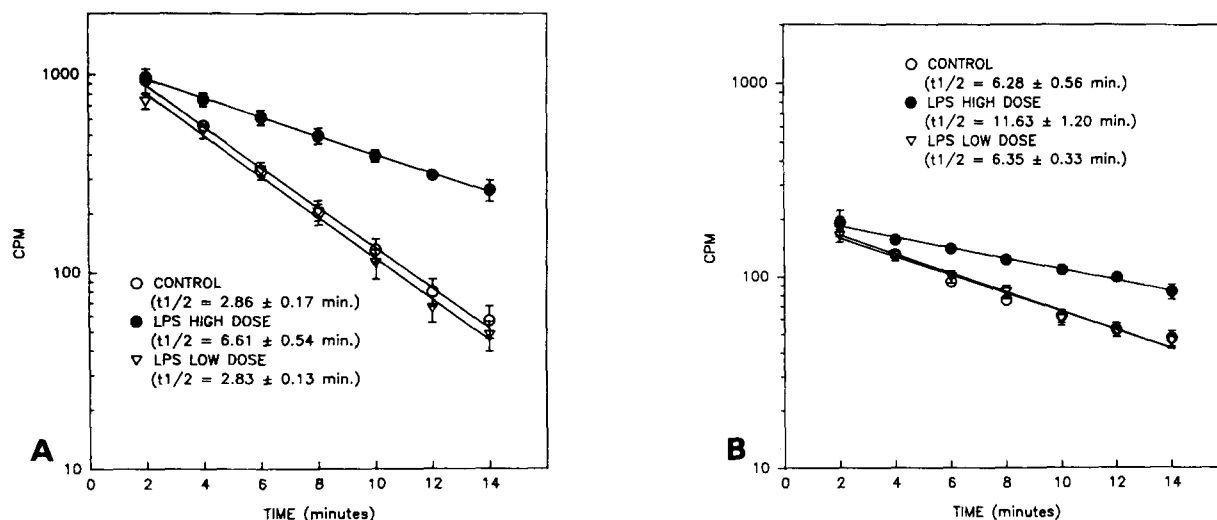 1000
100
10
CPM
0 2 4 6 8 10 12 14
TIME (minutes)
CONTROL
(t1/2 = 2.86 ± 0.17 min.)
LPS HIGH DOSE
(t1/2 = 6.61 ± 0.54 min.)
LPS LOW DOSE
(t1/2 = 2.83 ± 0.13 min.)
A
1000
100
10
CPM
0 2 4 6 8 10 12 14
TIME (minutes)
CONTROL
(t1/2 = 6.28 ± 0.56 min.)
LPS HIGH DOSE
(t1/2 = 11.63 ± 1.20 min.)
LPS LOW DOSE
(t1/2 = 6.35 ± 0.33 min.)
B